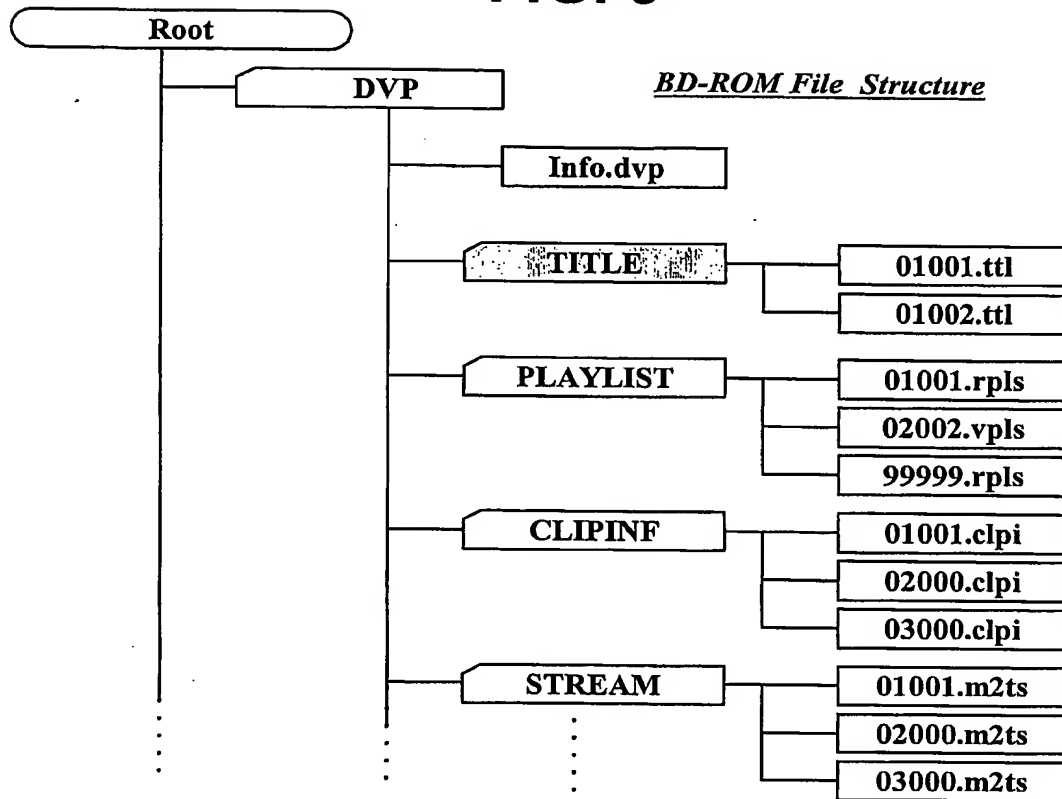 Root
DVP
BD-ROM File Structure
Info.dvp
TITLE
01001.ttl
01002.ttl
PLAYLIST
01001.rpls
02002.vpls
99999.rpls
CLIPINF
01001.clpi
02000.clpi
03000.clpi
STREAM
01001.m2ts
02000.m2ts
03000.m2ts